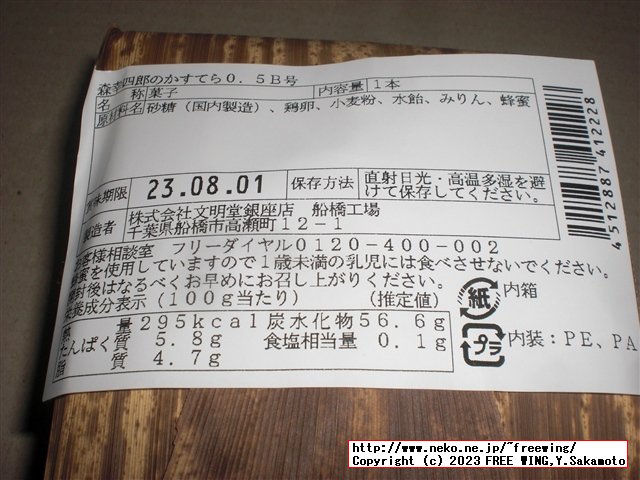 森幸四郎のかすてら0.5B号
名 称 菓子 内容量 1本
原材料名 砂糖(国内製造)、鶏卵、小麦粉、水飴、みりん、蜂蜜
味期限 23.08.01 保存方法 直射日光・高温多湿を避
けて保存してください。
製造者 株式会社文明堂銀座店 船橋工場
千葉県船橋市高瀬町12-1
客様相談室 フリーダイヤル0120-400-002
蜜を使用していますので1歳未満の乳児には食べさせないでください。
封後はなるべくお早めにお召し上がりください。
養成分表示(100g当たり) (推定値)
熱 量 295kcal 炭水化物 56.6g
たんぱく質 5.8g 食塩相当量 0.1g
脂 質 4.7g
紙 内箱
プラ 内装:PE、PA
4512887412228
http://www.neko.ne.jp/~freewing/
Copyright (c) 2023 FREE WING,Y.Sakamoto